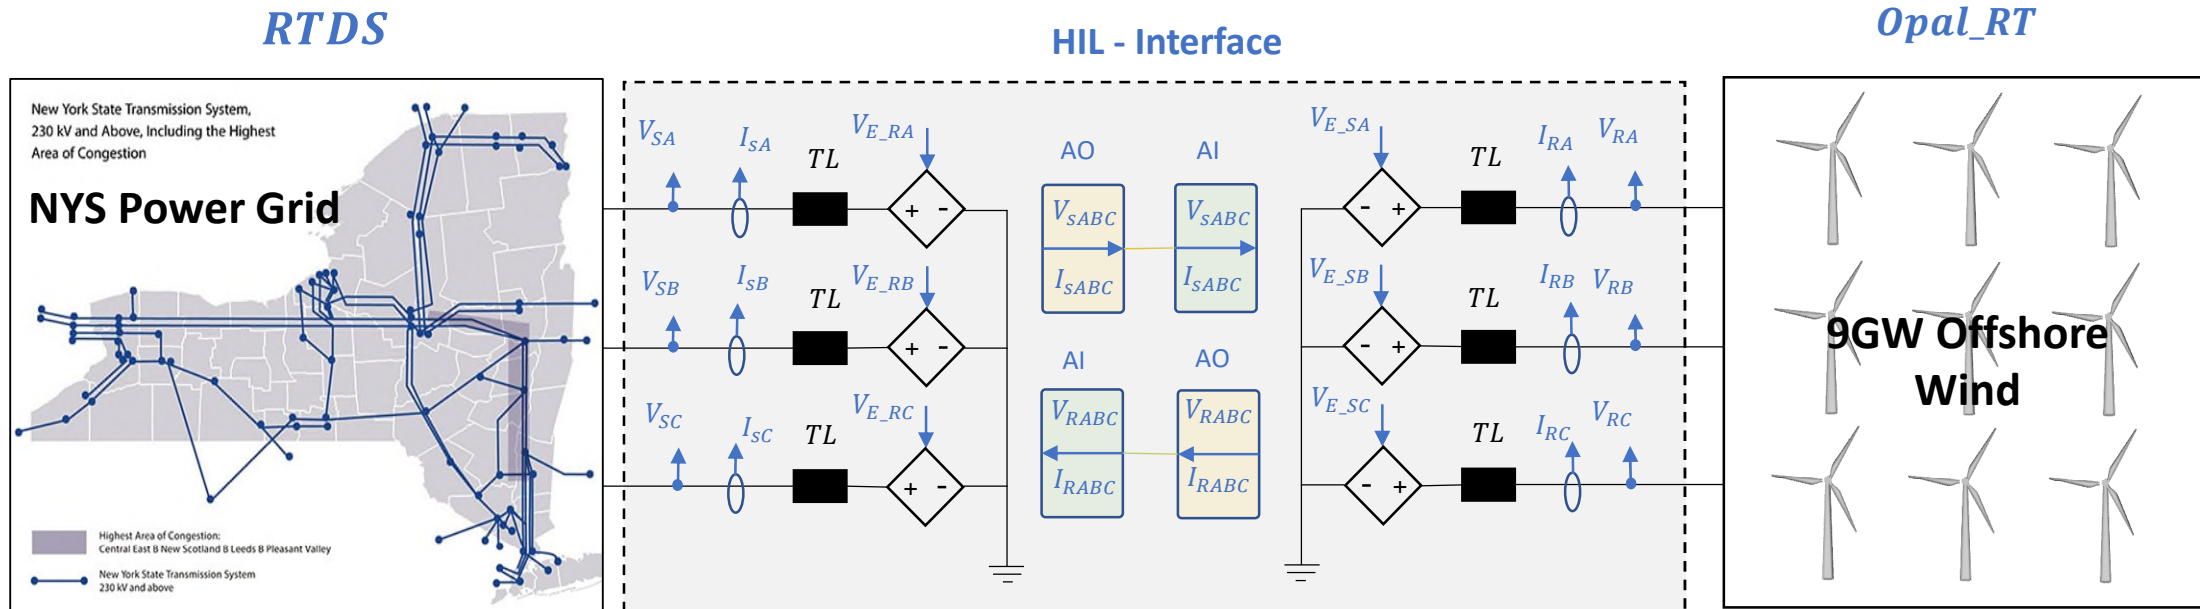 RTDS
HIL - Interface
Opal_RT
New York State Transmission System,
230 kV and Above, Including the Highest
Area of Congestion
NYS Power Grid
Highest Area of Congestion:
Central East B New Scotland B Leeds B Pleasant Valley
New York State Transmission System
230 kV and above
V_SA
I_sA
TL
V_E_RA
+ -
V_SB
I_sB
TL
V_E_RB
+ -
V_SC
I_sC
TL
V_E_RC
+ -
AO
V_sABC
I_sABC
AI
V_sABC
I_sABC
AI
V_RABC
I_RABC
AO
V_RABC
I_RABC
V_E_SA
- +
TL
I_RA
V_RA
V_E_SB
- +
TL
I_RB
V_RB
V_E_SC
- +
TL
I_RC
V_RC
9GW Offshore
Wind